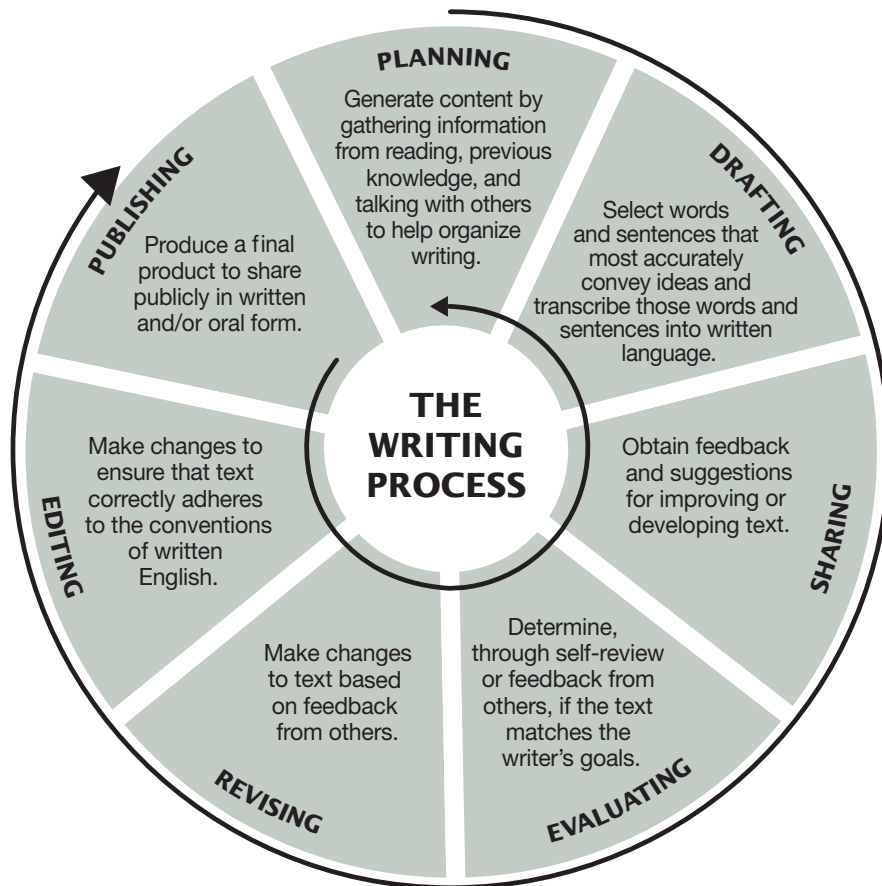 THE
WRITING
PROCESS
PLANNING
Generate content by
gathering information
from reading, previous
knowledge, and
talking with others
to help organize
writing.
DRAFTING
Select words
and sentences that
most accurately
convey ideas and
transcribe those words and
sentences into written
language.
SHARING
Obtain feedback
and suggestions
for improving or
developing text.
EVALUATING
Determine,
through self-review
or feedback from
others, if the text
matches the
writer's goals.
REVISING
Make changes
to text based
on feedback
from others.
EDITING
Make changes to
ensure that text
correctly adheres
to the conventions
of written
English.
PUBLISHING
Produce a final
product to share
publicly in written
and/or oral form.